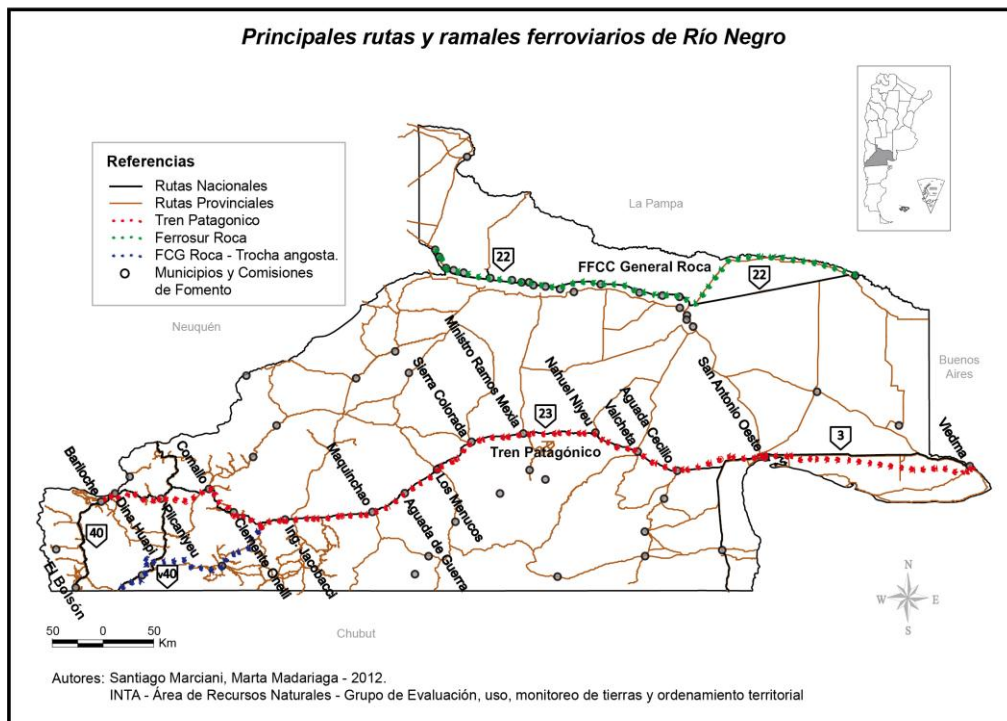 Principales rutas y ramales ferroviarios de Río Negro
Referencias
Rutas Nacionales
Rutas Provinciales
Tren Patagonico
Ferrosur Roca
FCG Roca - Trocha angosta.
Municipios y Comisiones
de Fomento
La Pampa
22
FFCC General Roca
22
Neuquén
Buenos
Aires
Ministro Ramos Mexia
Sierra Colorada
Nahuel NIyeu
Aguada Cecilio
Valcheta
San Antonio Oeste
23
3
Tren Patagónico
Viedma
Maquinchao
Comallo
Bariloche
Dina Huapi
Pilcaniyeu
Clemente Onelli
Ing. Jacobacci
Aguada de Guerra
Los Menucos
40
v40
El Bolsón
N
W E
S
50 0 50
Km
Chubut
Autores: Santiago Marciani, Marta Madariaga - 2012.
INTA - Área de Recursos Naturales - Grupo de Evaluación, uso, monitoreo de tierras y ordenamiento territorial